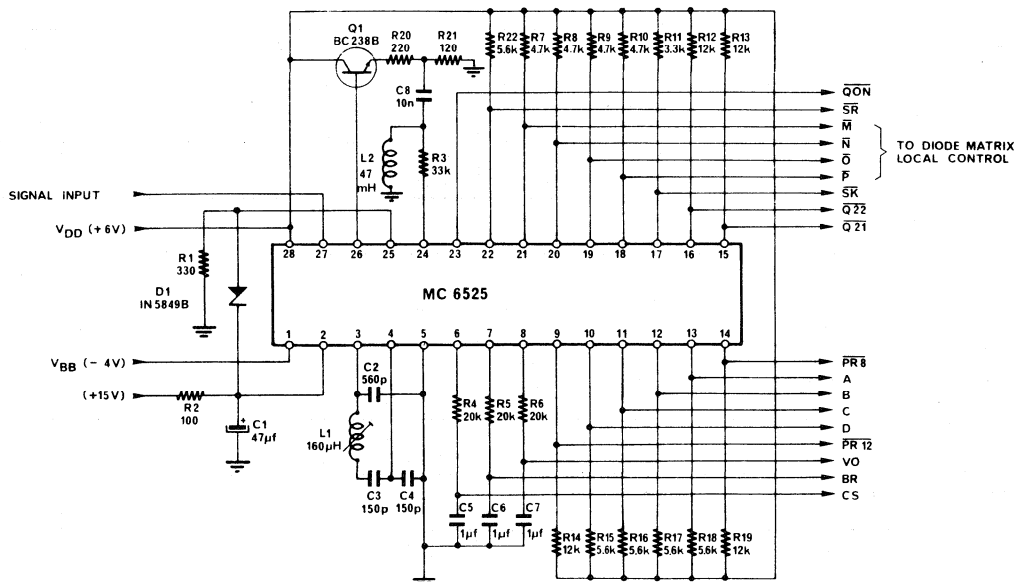 Q1
BC 238B
R20
220
R21
120
R22
5.6k
R7
4.7k
R8
4.7k
R9
4.7k
R10
4.7k
R11
3.3k
R12
12k
R13
12k
C8
10n
L2
47
mH
R3
33k
QON
SR
M
N
O
P
SK
Q22
Q21
TO DIODE MATRIX
LOCAL CONTROL
SIGNAL INPUT
VDD (+6V)
R1
330
D1
IN5849B
28 27 26 25 24 23 22 21 20 19 18 17 16 15
MC 6525
1 2 3 4 5 6 7 8 9 10 11 12 13 14
VBB (- 4V)
(+15V)
R2
100
+
C1
47µf
C2
560p
L1
160µH
C3
150p
C4
150p
R4
20k
R5
20k
R6
20k
PR 8
A
B
C
D
PR 12
VO
BR
CS
C5
1µf
C6
1µf
C7
1µf
R14
12k
R15
5.6k
R16
5.6k
R17
5.6k
R18
5.6k
R19
12k